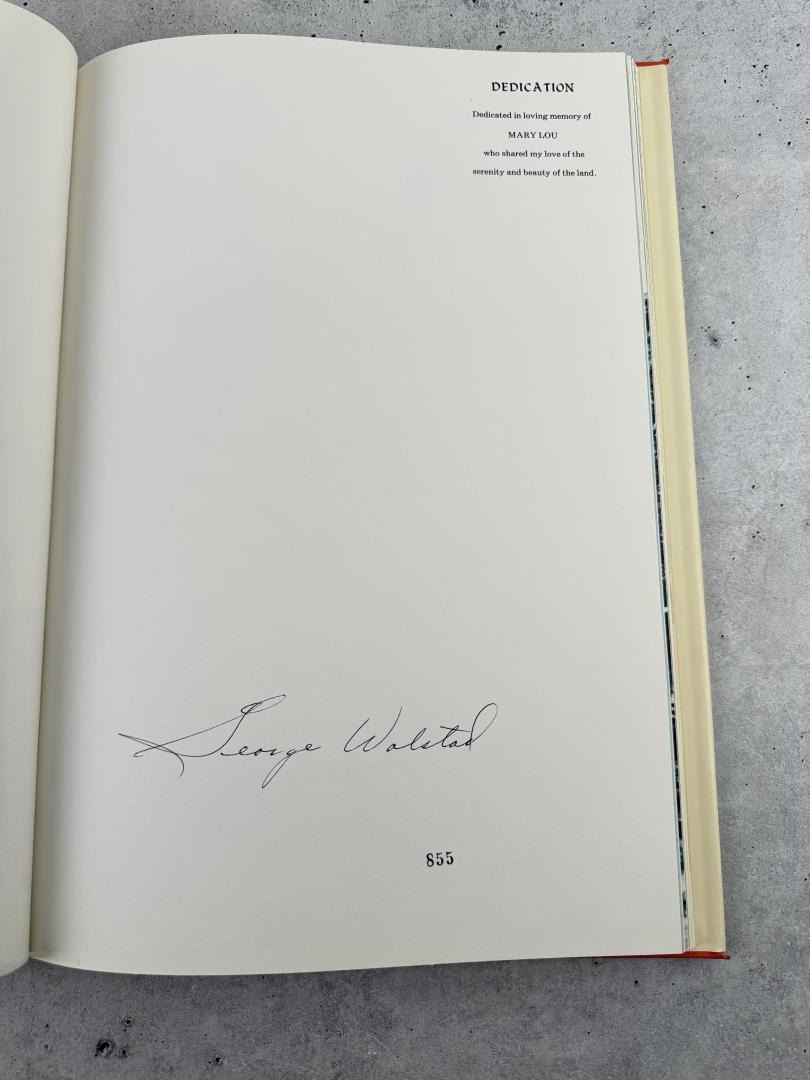 DEDICATION
Dedicated in loving memory of
MARY LOU
who shared my love of the
serenity and beauty of the land.
George Wolstad
855